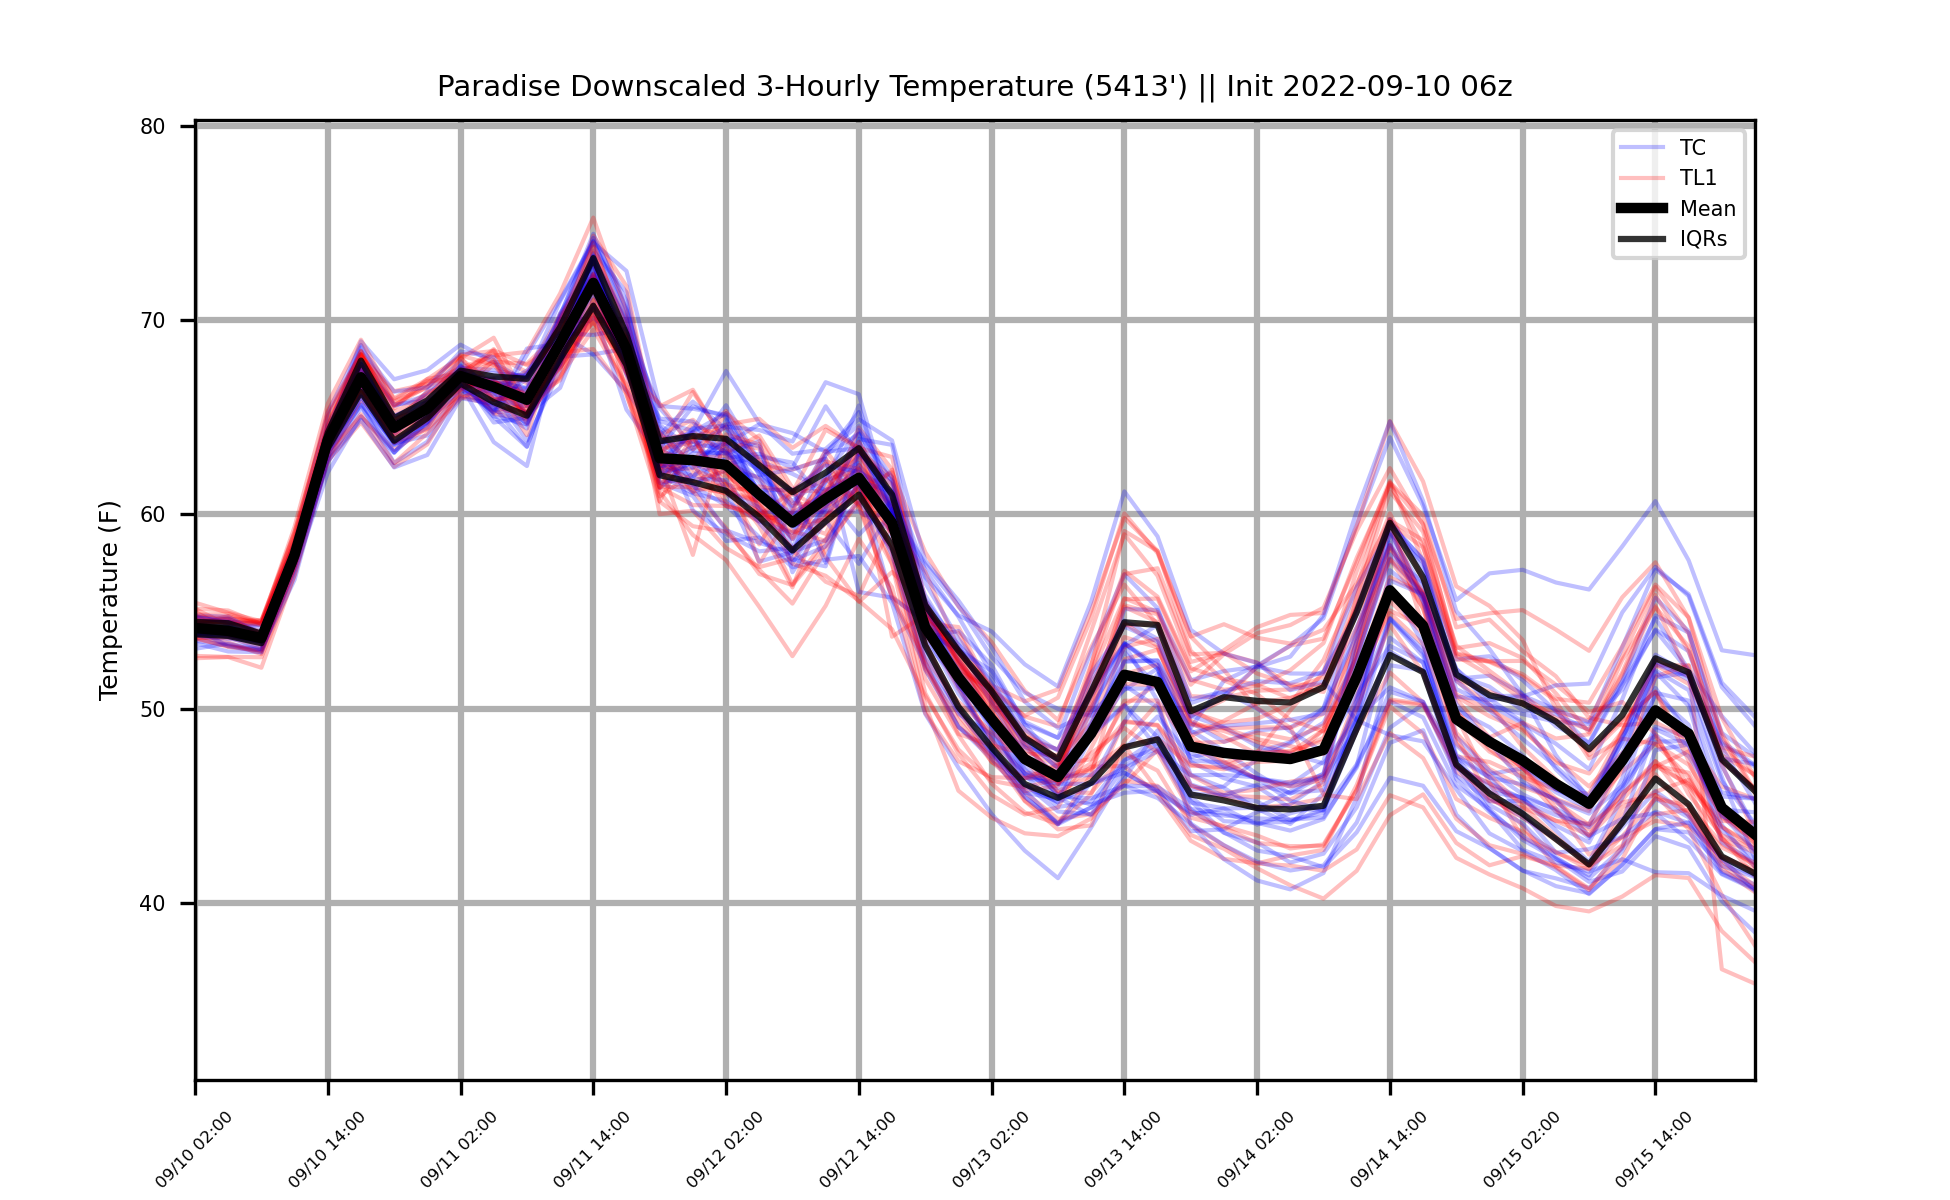 Paradise Downscaled 3-Hourly Temperature (5413') || Init 2022-09-10 06z
TC
TL1
Mean
IQRs
Temperature (F)
80
70
60
50
40
09/10 02:00
09/10 14:00
09/11 02:00
09/11 14:00
09/12 02:00
09/12 14:00
09/13 02:00
09/13 14:00
09/14 02:00
09/14 14:00
09/15 02:00
09/15 14:00